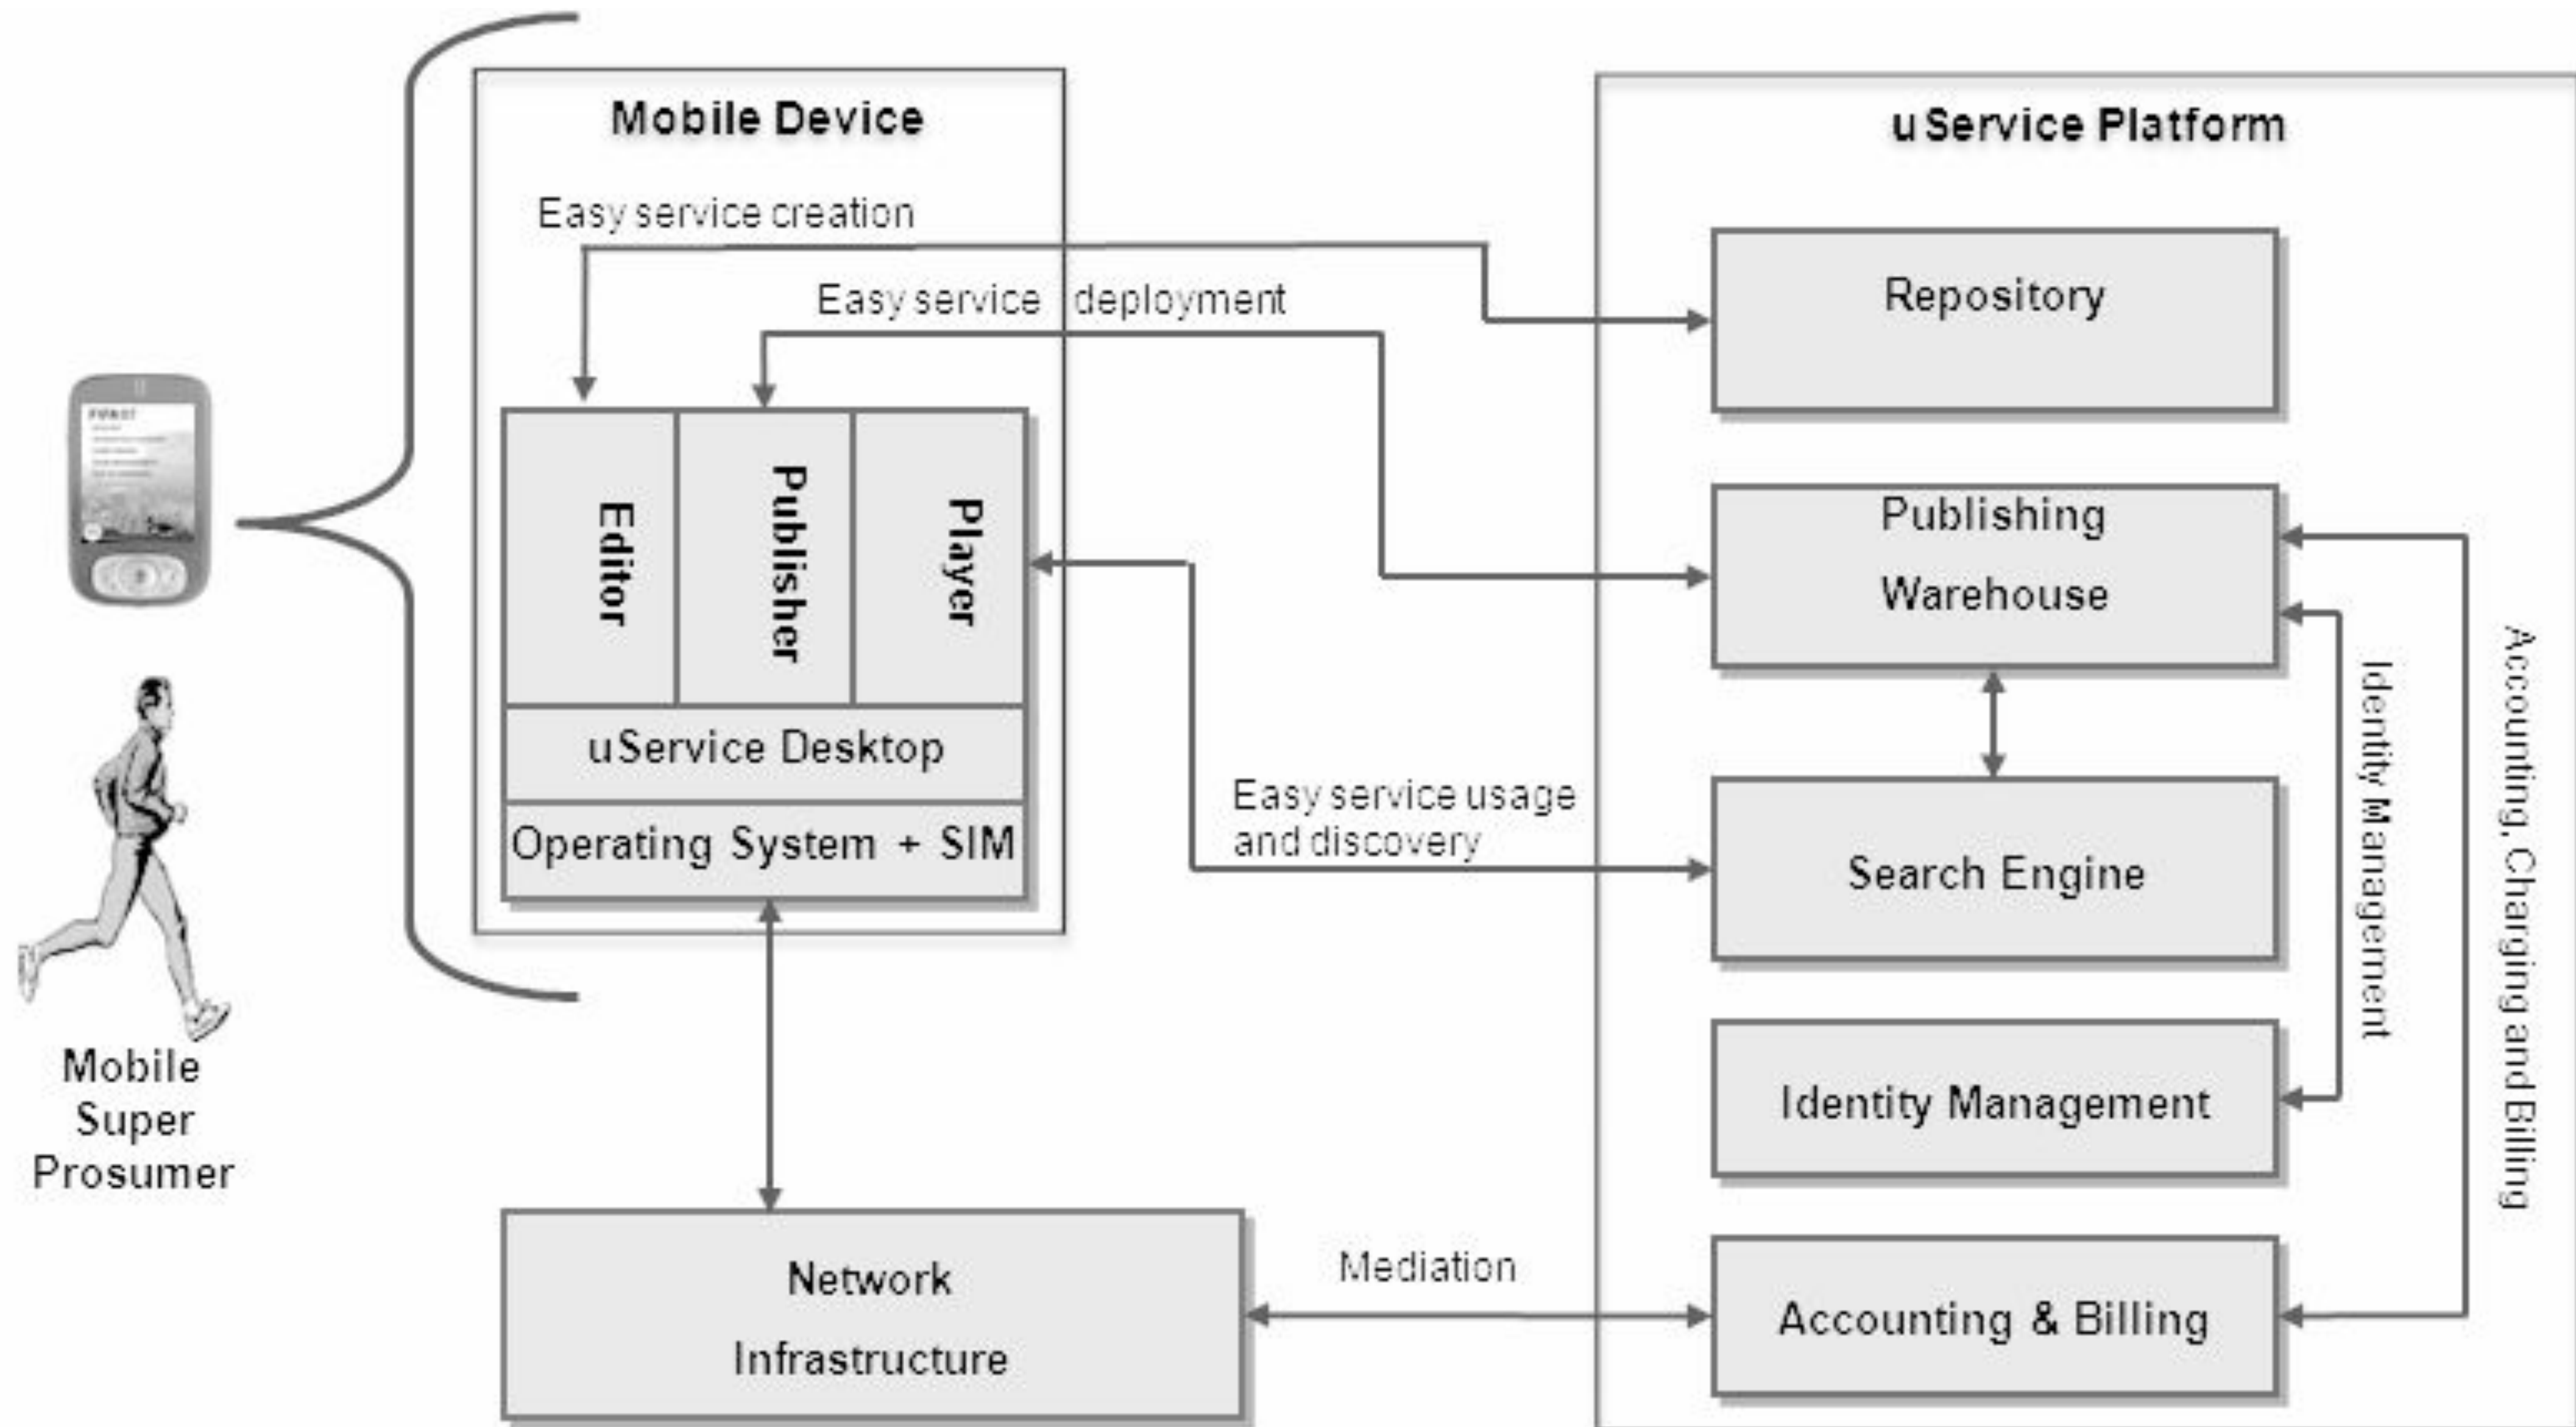 Mobile Device
uService Platform
Easy service creation
Easy service deployment
Repository
Editor
Publisher
Player
Publishing
Warehouse
uService Desktop
Operating System + SIM
Easy service usage
and discovery
Search Engine
Identity Management
Accounting, Charging and Billing
Identity Management
Mobile
Super
Prosumer
Network
Infrastructure
Mediation
Accounting & Billing